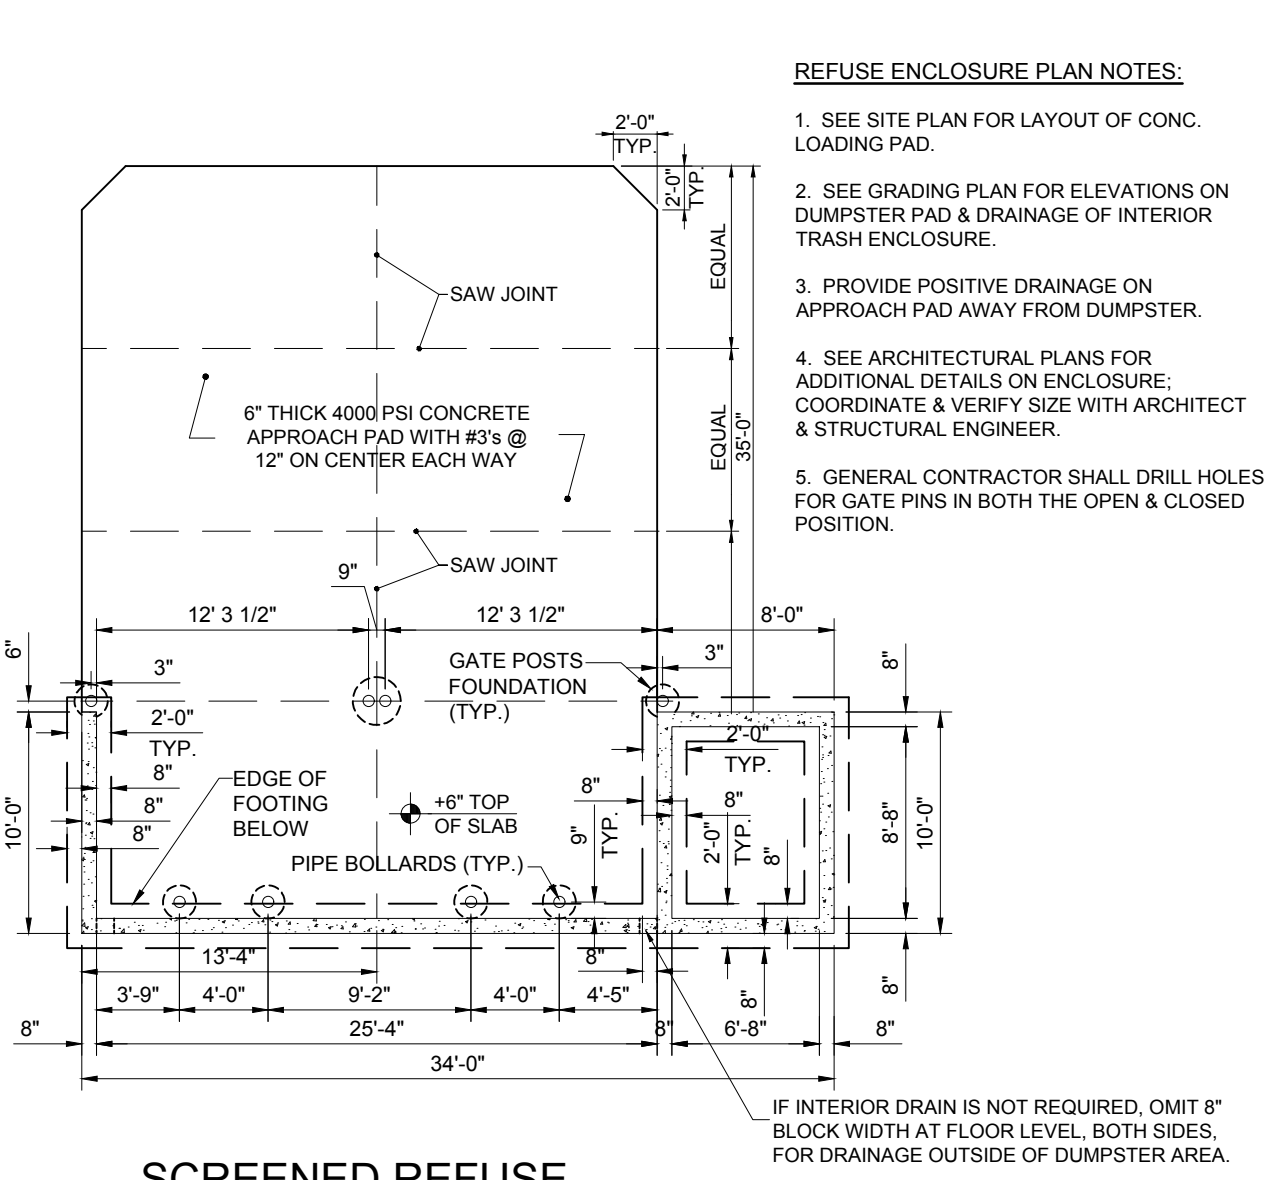 REFUSE ENCLOSURE PLAN NOTES:
1. SEE SITE PLAN FOR LAYOUT OF CONC.
LOADING PAD.
2. SEE GRADING PLAN FOR ELEVATIONS ON
DUMPSTER PAD & DRAINAGE OF INTERIOR
TRASH ENCLOSURE.
3. PROVIDE POSITIVE DRAINAGE ON
APPROACH PAD AWAY FROM DUMPSTER.
4. SEE ARCHITECTURAL PLANS FOR
ADDITIONAL DETAILS ON ENCLOSURE;
COORDINATE & VERIFY SIZE WITH ARCHITECT
& STRUCTURAL ENGINEER.
5. GENERAL CONTRACTOR SHALL DRILL HOLES
FOR GATE PINS IN BOTH THE OPEN & CLOSED
POSITION.
2'-0"
TYP.
2'-0"
TYP.
EQUAL
SAW JOINT
6" THICK 4000 PSI CONCRETE
APPROACH PAD WITH #3's @
12" ON CENTER EACH WAY
EQUAL
35'-0"
SAW JOINT
9"
12' 3 1/2"
12' 3 1/2"
8'-0"
6"
3"
GATE POSTS
FOUNDATION
(TYP.)
3"
8"
2'-0"
TYP.
2'-0"
TYP.
8"
8"
8"
10'-0"
EDGE OF
FOOTING
BELOW
+6" TOP
OF SLAB
8"
9"
TYP.
8"
2'-0"
TYP.
8"
8'-8"
10'-0"
PIPE BOLLARDS (TYP.)
13'-4"
8"
3'-9"
4'-0"
9'-2"
4'-0"
4'-5"
8"
8"
8"
25'-4"
8"
6'-8"
8"
34'-0"
IF INTERIOR DRAIN IS NOT REQUIRED, OMIT 8"
BLOCK WIDTH AT FLOOR LEVEL, BOTH SIDES,
FOR DRAINAGE OUTSIDE OF DUMPSTER AREA.
SCREENED REFUSE